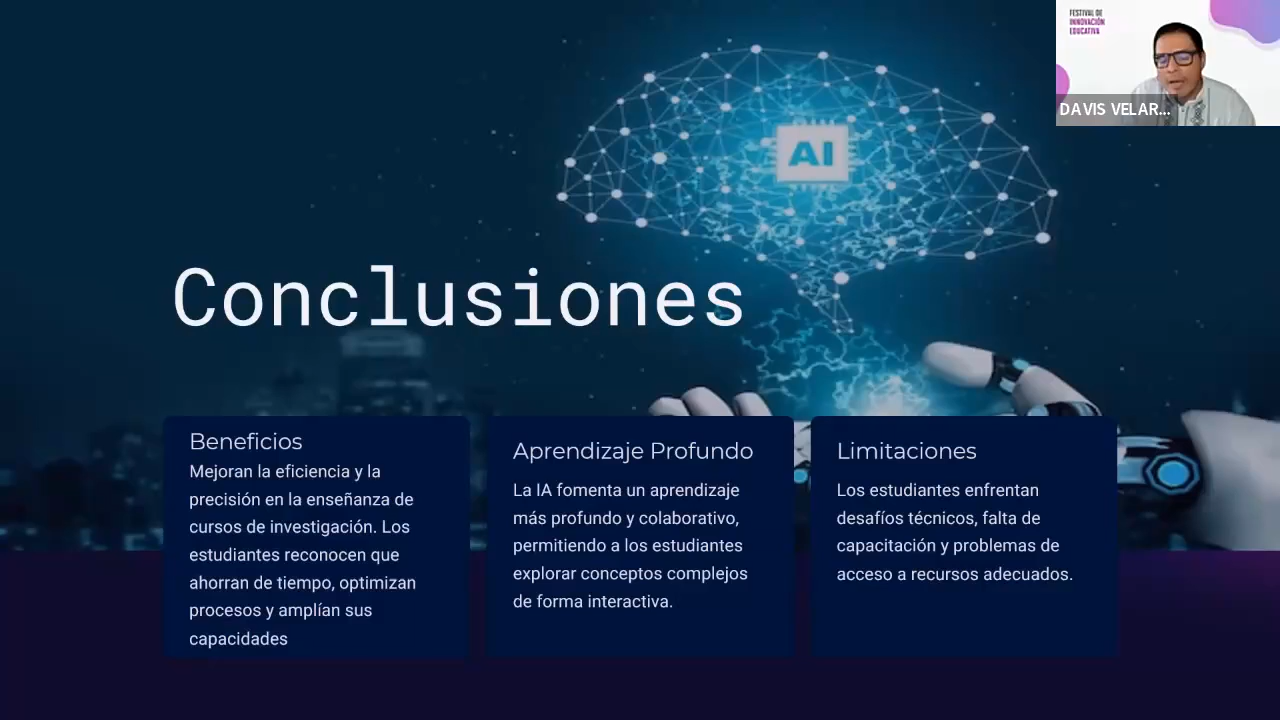 FESTIVAL DE
INNOVACIÓN
EDUCATIVA
DAVIS VELAR...
AI
Conclusiones
Beneficios
Mejoran la eficiencia y la
precisión en la enseñanza de
cursos de investigación. Los
estudiantes reconocen que
ahorran de tiempo, optimizan
procesos y amplían sus
capacidades
Aprendizaje Profundo
La IA fomenta un aprendizaje
más profundo y colaborativo,
permitiendo a los estudiantes
explorar conceptos complejos
de forma interactiva.
Limitaciones
Los estudiantes enfrentan
desafíos técnicos, falta de
capacitación y problemas de
acceso a recursos adecuados.